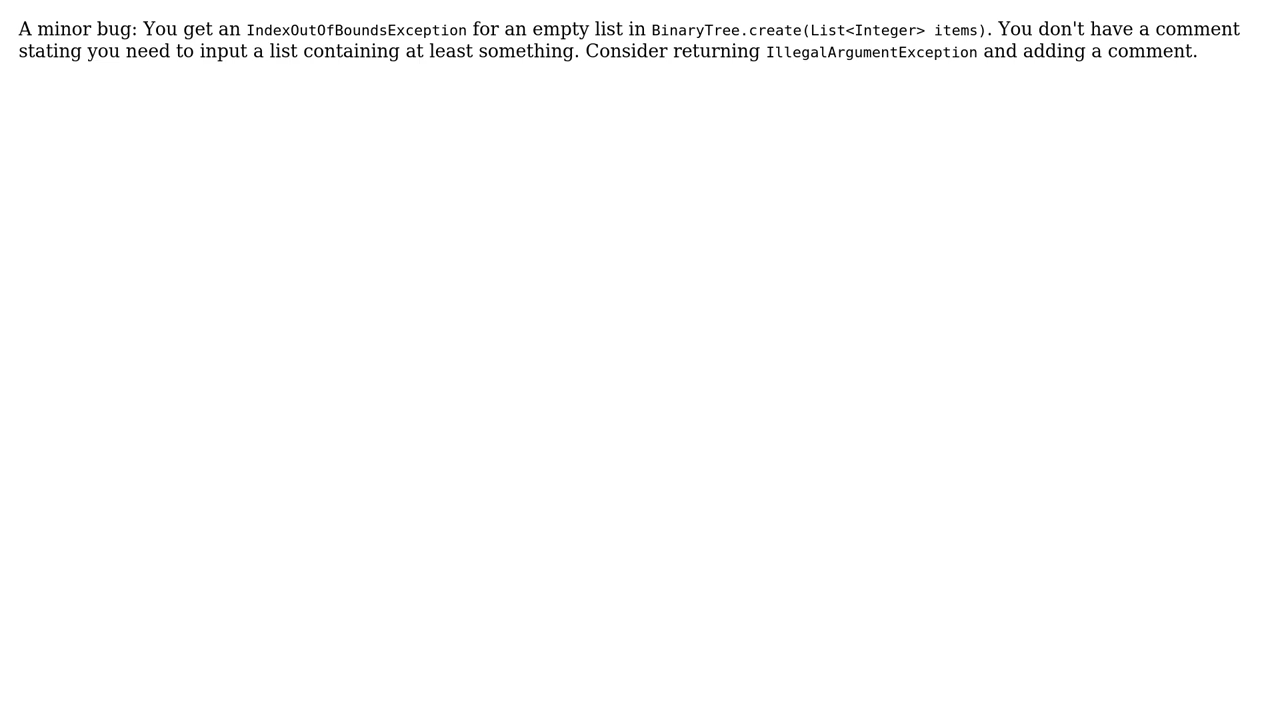 A minor bug: You get an IndexOutOfBoundsException for an empty list in BinaryTree.create(List<Integer> items). You don't have a comment
stating you need to input a list containing at least something. Consider returning IllegalArgumentException and adding a comment.